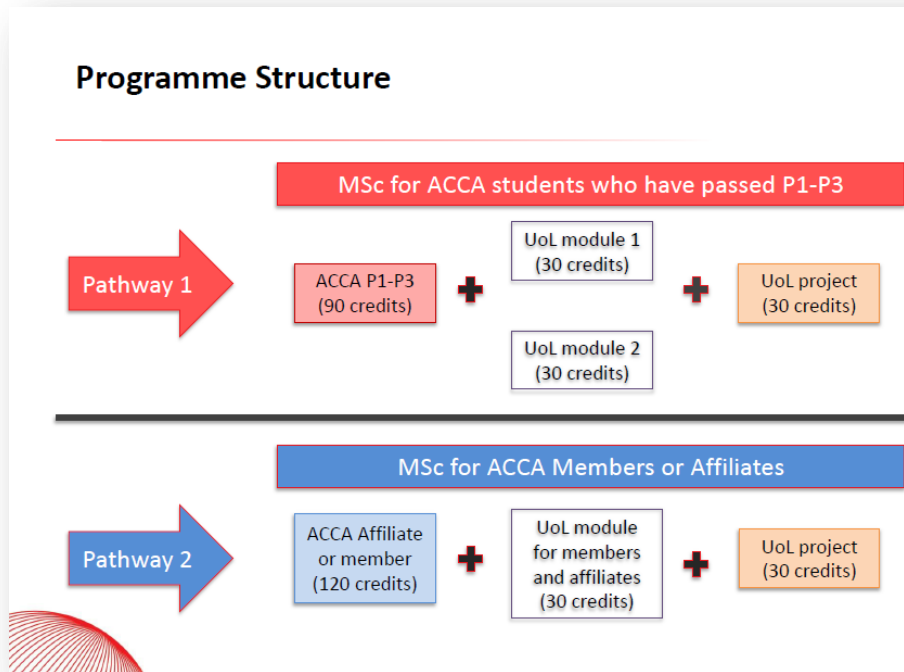 Programme Structure
MSc for ACCA students who have passed P1-P3
Pathway 1
ACCA P1-P3
(90 credits)
UoL module 1
(30 credits)
UoL module 2
(30 credits)
UoL project
(30 credits)
MSc for ACCA Members or Affiliates
Pathway 2
ACCA Affiliate
or member
(120 credits)
UoL module
for members
and affiliates
(30 credits)
UoL project
(30 credits)